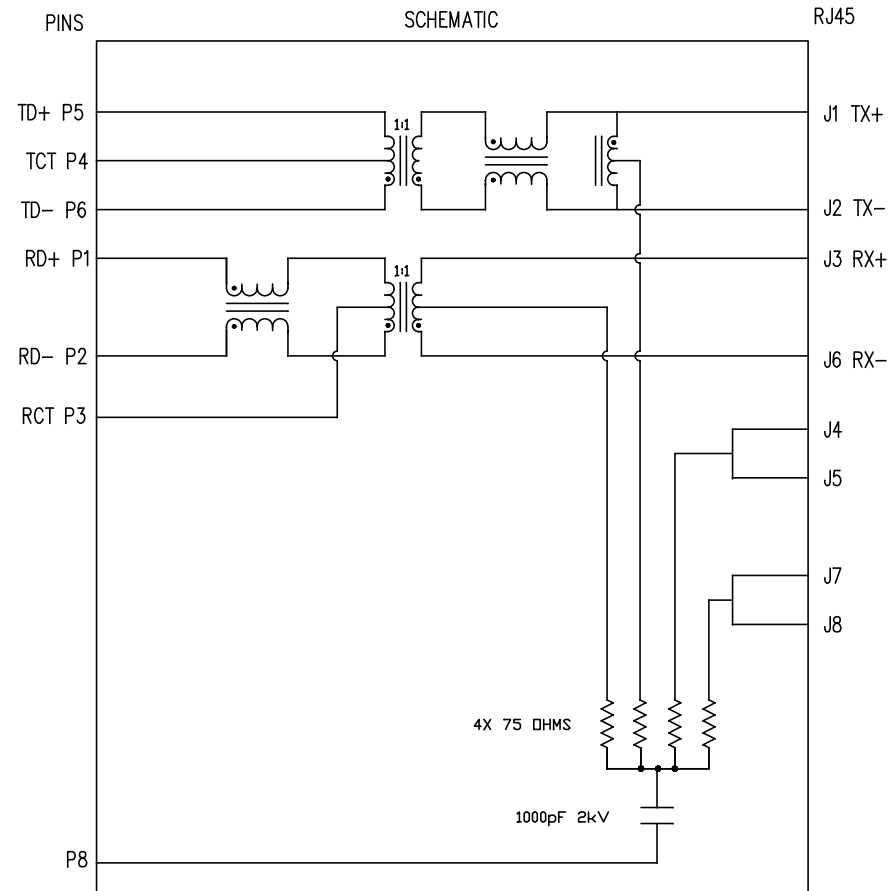 PINS SCHEMATIC RJ45
TD+ P5
1:1
J1 TX+
TCT P4
TD- P6
J2 TX-
RD+ P1
1:1
J3 RX+
RD- P2
J6 RX-
RCT P3
J4
J5
J7
J8
4X 75 OHMS
1000pF 2kV
P8